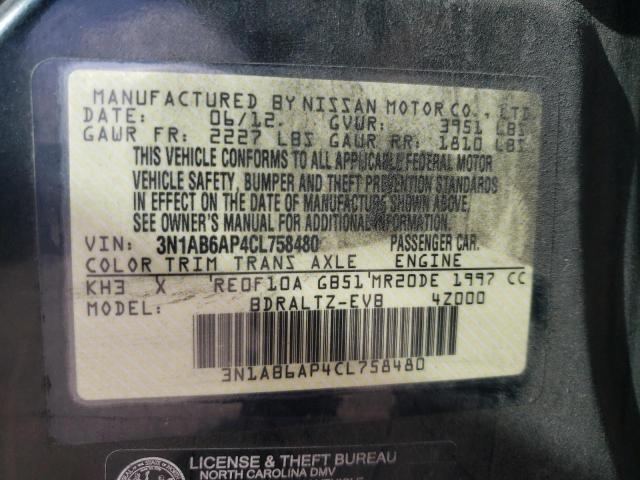 MANUFACTURED BY NISSAN MOTOR CO., LTD.
DATE: 06/12. GVWR: 3951 LBS
GAWR FR: 2227 LBS GAWR RR: 1810 LBS
THIS VEHICLE CONFORMS TO ALL APPLICABLE FEDERAL MOTOR
VEHICLE SAFETY, BUMPER AND THEFT PREVENTION STANDARDS
IN EFFECT ON THE DATE OF MANUFACTURE SHOWN ABOVE.
SEE OWNER'S MANUAL FOR ADDITIONAL INFORMATION.
VIN: 3N1AB6AP4CL758480 PASSENGER CAR.
COLOR TRIM TRANS AXLE ENGINE
KH3 X RE0F10A GB51 MR20DE 1997 CC
MODEL: BDRALTZ-EVB 4Z000
3N1AB6AP4CL758480
LICENSE & THEFT BUREAU
NORTH CAROLINA DMV